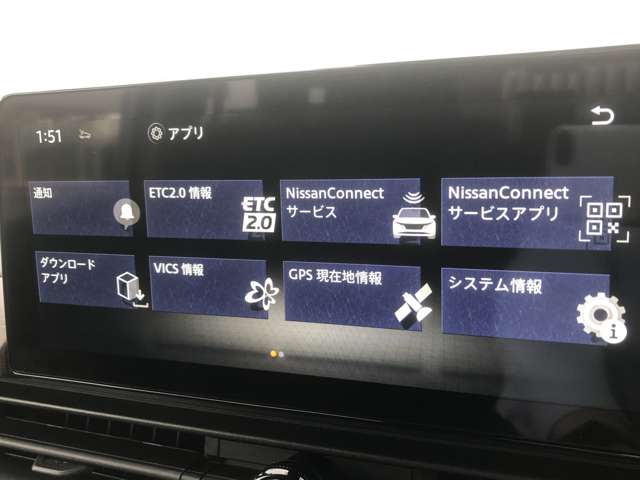 1:51
アプリ
通知
ETC2.0 情報
ETC
2.0
NissanConnect
サービス
NissanConnect
サービスアプリ
ダウンロード
アプリ
VICS 情報
GPS 現在地情報
システム情報